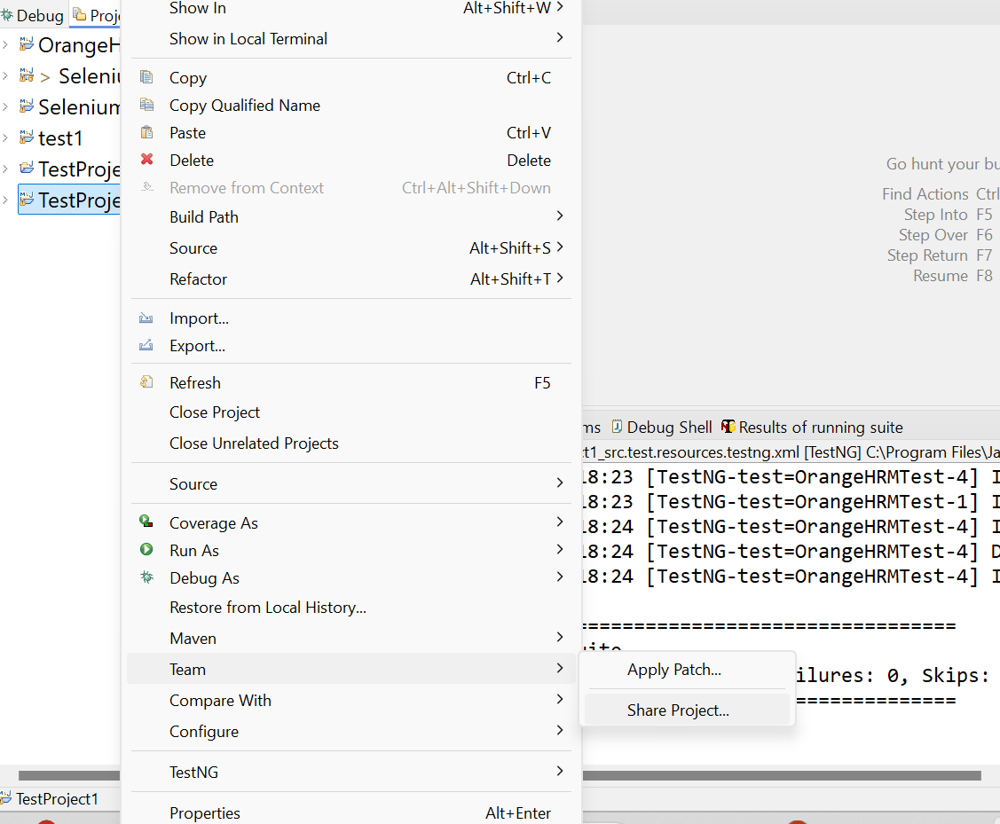 Debug
Proj
Show In Alt+Shift+W >
Show in Local Terminal >
OrangeH
Copy Ctrl+C
> Seleniu
Copy Qualified Name
Selenium
Paste Ctrl+V
test1
Delete Delete
TestProje
Go hunt your bu
Remove from Context Ctrl+Alt+Shift+Down
TestProje
Find Actions Ctrl
Build Path >
Step Into F5
Step Over F6
Source Alt+Shift+S >
Step Return F7
Refactor Alt+Shift+T >
Resume F8
Import...
Export...
Refresh F5
Close Project
Close Unrelated Projects
ms Debug Shell Results of running suite
t1_src.test.resources.testng.xml [TestNG] C:\Program Files\Ja
Source >
18:23 [TestNG-test=OrangeHRMTest-4] I
18:23 [TestNG-test=OrangeHRMTest-1] I
Coverage As >
18:24 [TestNG-test=OrangeHRMTest-4] I
Run As >
18:24 [TestNG-test=OrangeHRMTest-4] D
Debug As >
18:24 [TestNG-test=OrangeHRMTest-4] I
Restore from Local History...
Maven >
================================
Team >
Apply Patch...
ilures: 0, Skips:
Compare With >
==============
Share Project...
Configure >
TestNG >
TestProject1
Properties Alt+Enter